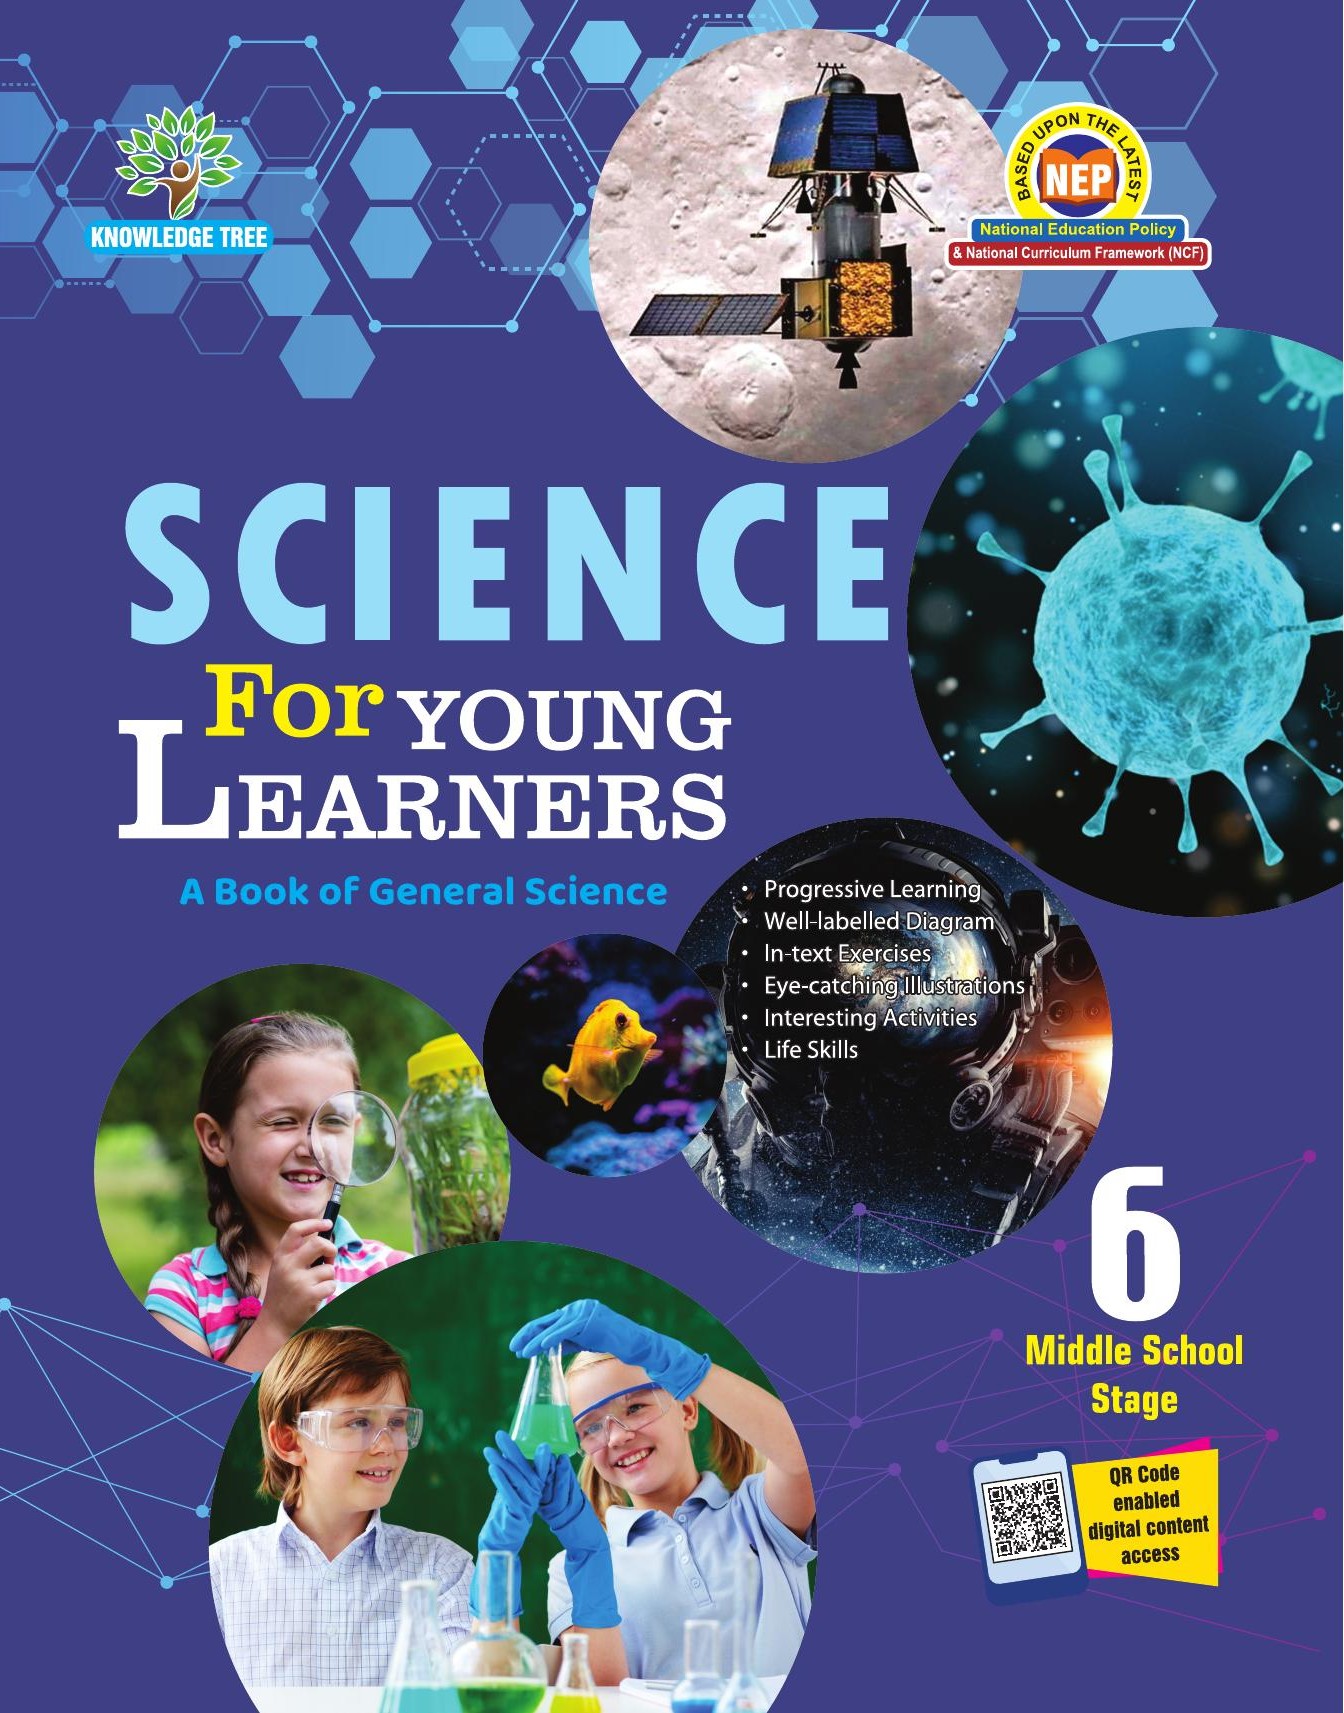 KNOWLEDGE TREE
BASED UPON THE LATEST
NEP
National Education Policy
& National Curriculum Framework (NCF)
SCIENCE
For YOUNG
LEARNERS
A Book of General Science
• Progressive Learning
• Well-labelled Diagram
• In-text Exercises
• Eye-catching Illustrations
• Interesting Activities
• Life Skills
6
Middle School
Stage
QR Code
enabled
digital content
access